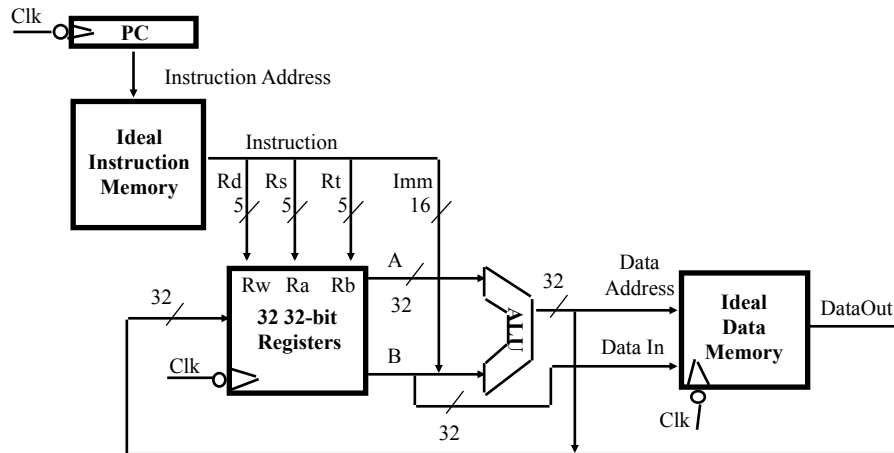 Clk
PC
Instruction Address
Ideal
Instruction
Memory
Instruction
Rd
Rs
Rt
Imm
5
5
5
16
A
32
32
Rw Ra Rb
32
32 32-bit
Registers
ALU
Data
Address
Ideal
Data
Memory
DataOut
B
Data In
Clk
32
Clk